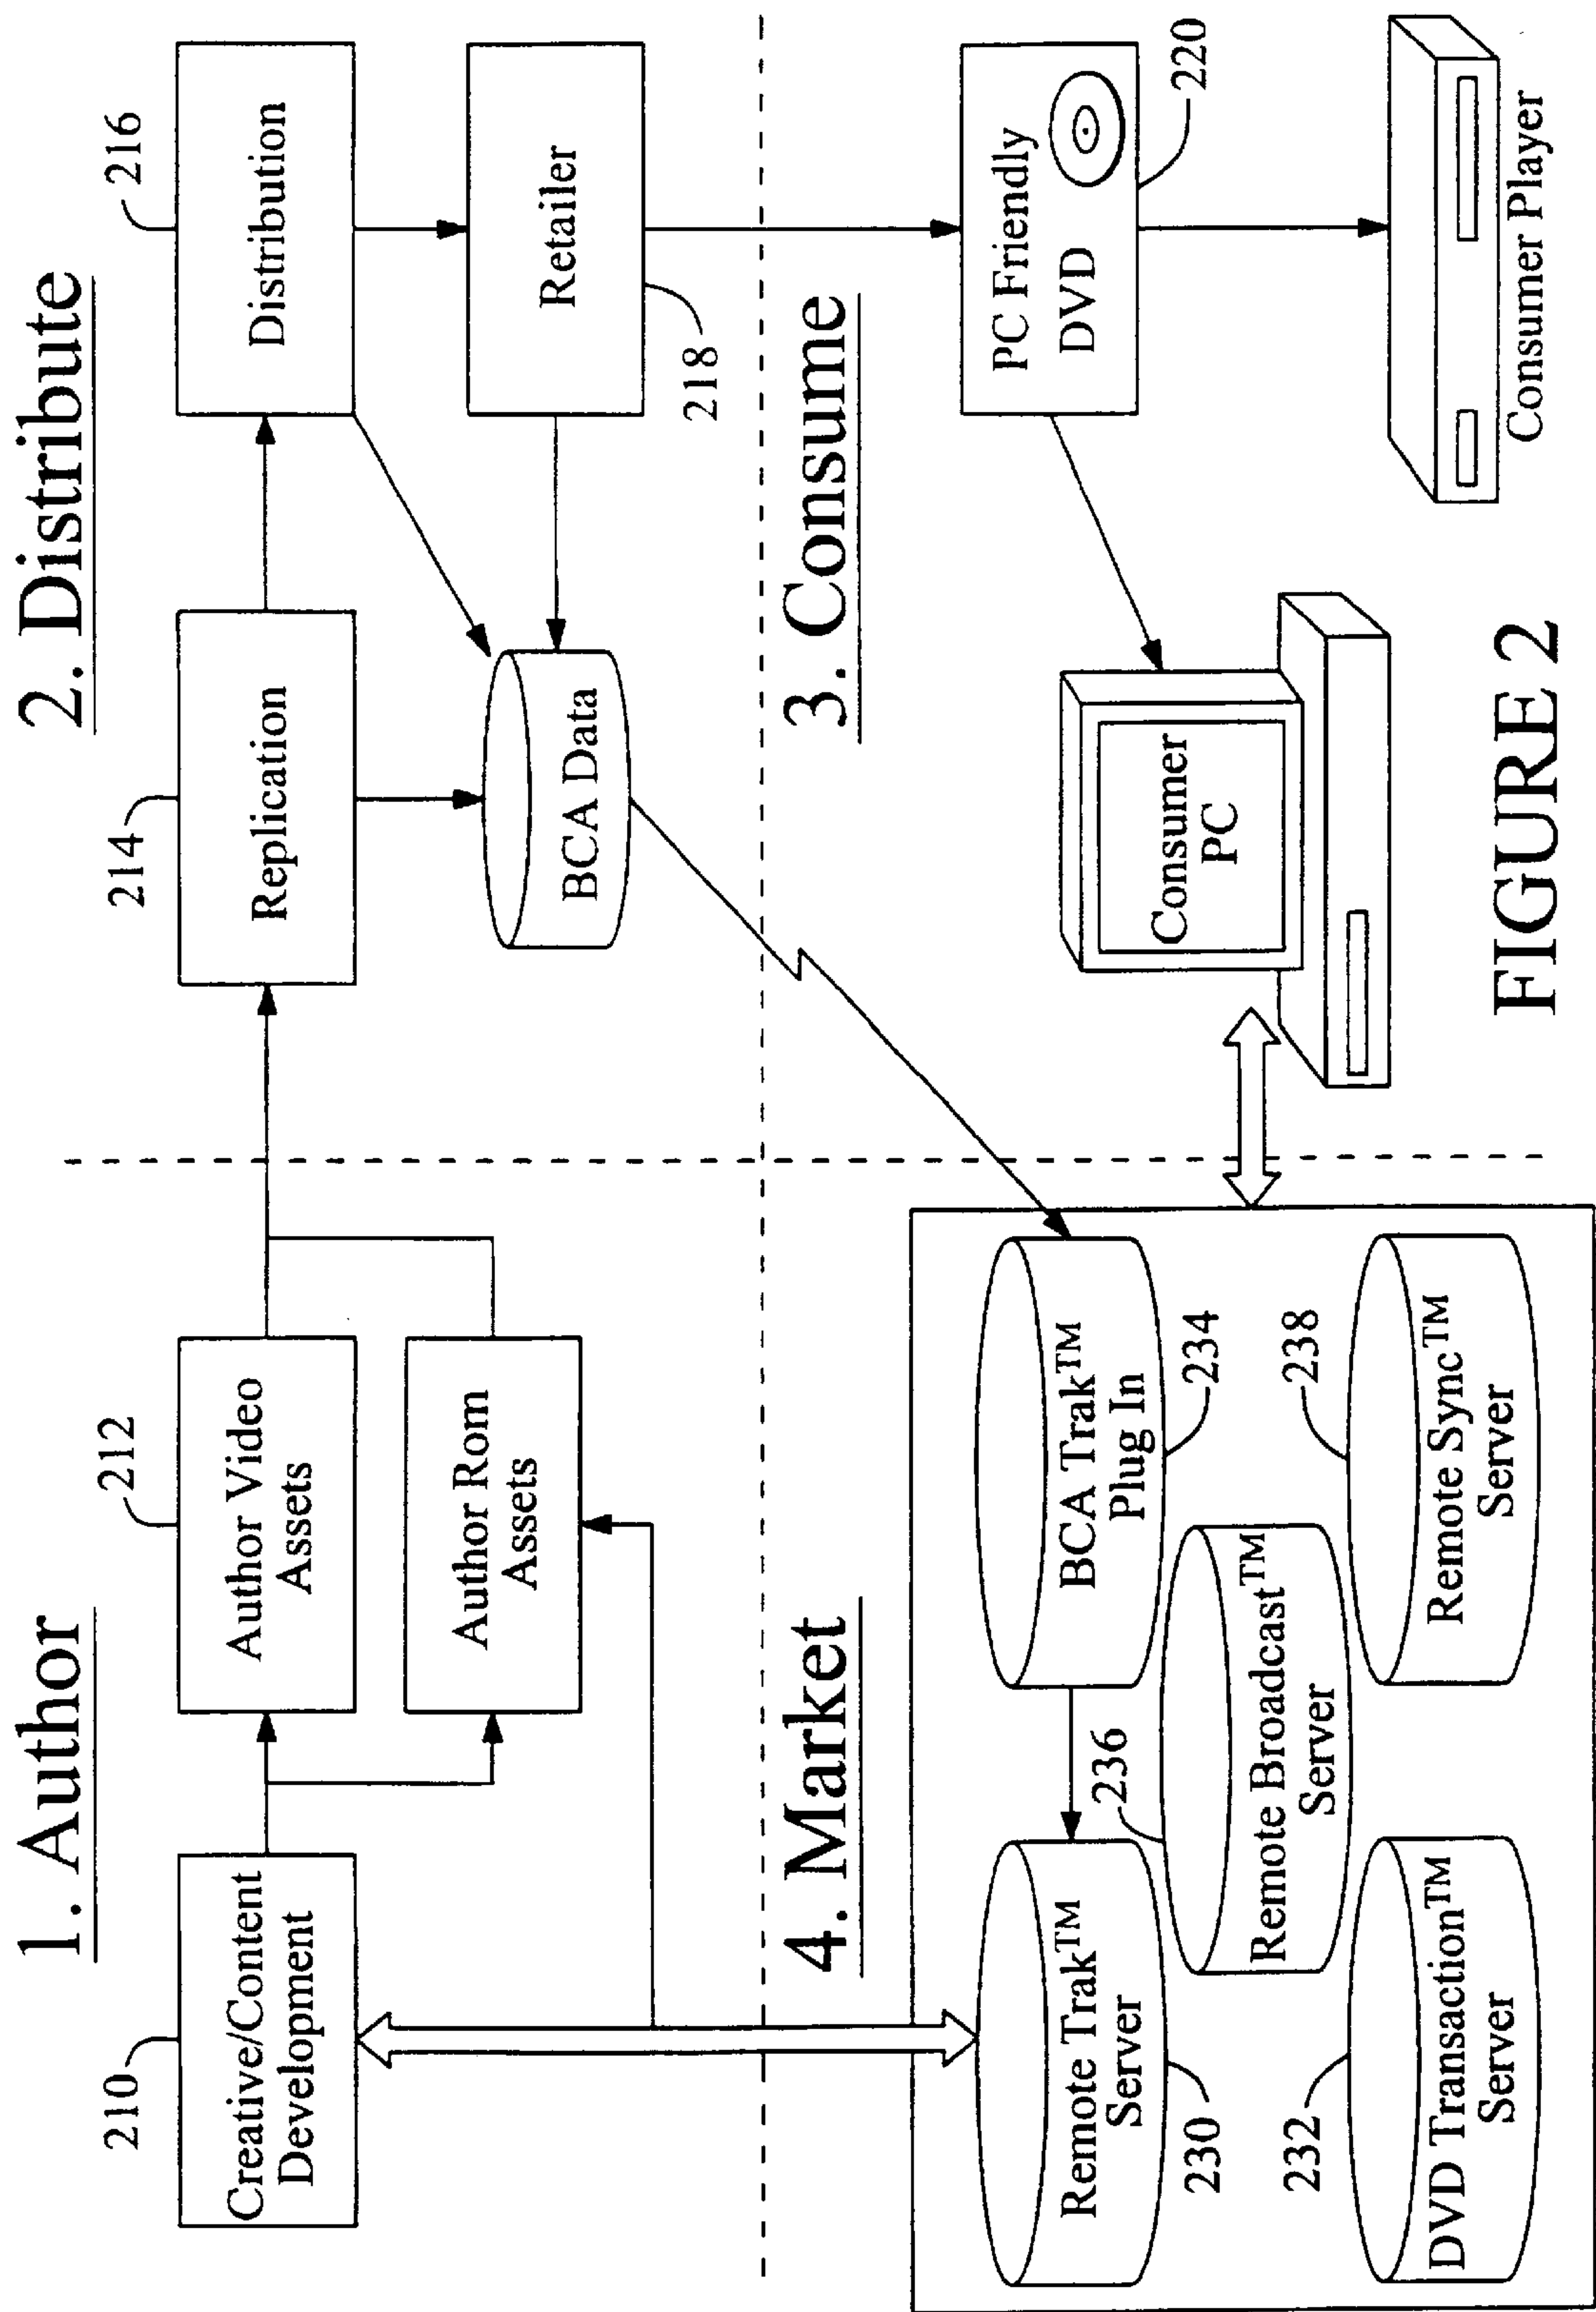 1. Author
210
Creative/Content
Development
212
Author Video
Assets
Author Rom
Assets
2. Distribute
214
Replication
216
Distribution
BCA Data
Retailer
218
4. Market
Remote Trak™
Server
230
BCA Trak™
Plug In
234
236
Remote Broadcast™
Server
232
DVD Transaction™
Server
238
Remote Sync™
Server
3. Consume
PC Friendly
DVD
220
Consumer
PC
Consumer Player
FIGURE 2